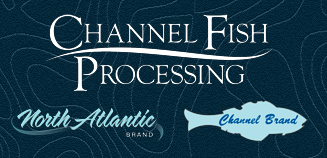 CHANNEL FISH
PROCESSING
North Atlantic
BRAND
Channel Brand